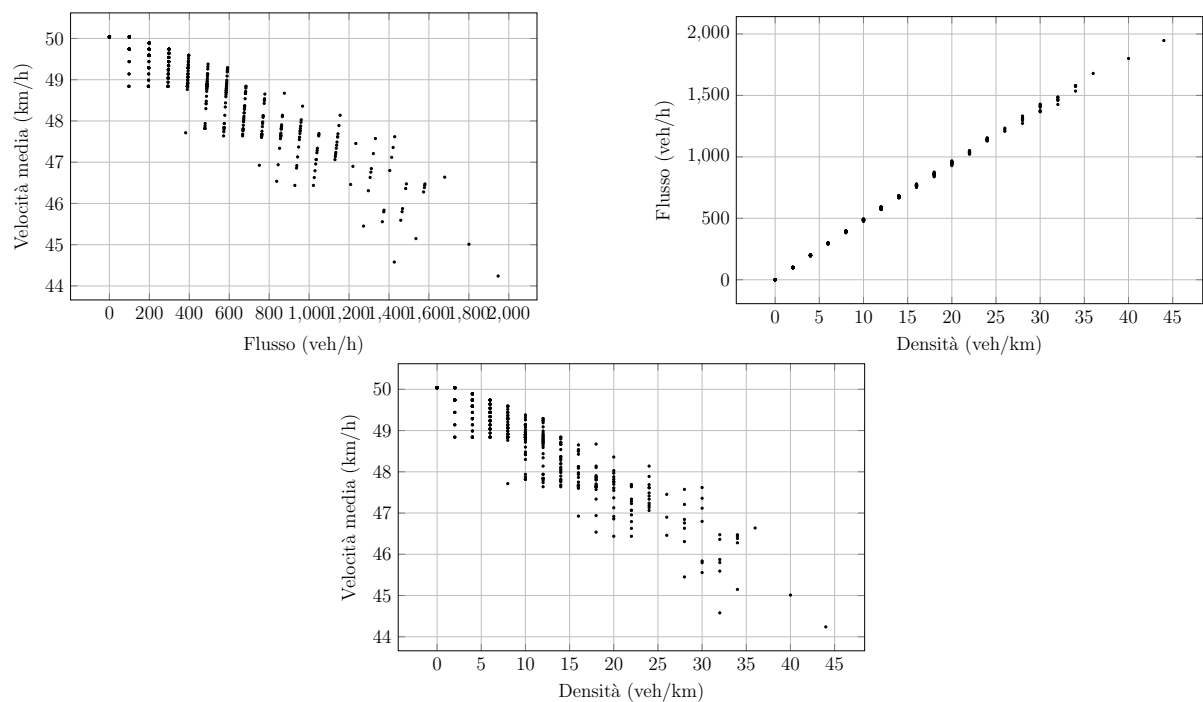 50
49
48
47
46
45
44
Velocità media (km/h)
0 200 400 600 800 1,000 1,200 1,400 1,600 1,800 2,000
Flusso (veh/h)
2,000
1,500
1,000
500
0
Flusso (veh/h)
0 5 10 15 20 25 30 35 40 45
Densità (veh/km)
50
49
48
47
46
45
44
Velocità media (km/h)
0 5 10 15 20 25 30 35 40 45
Densità (veh/km)